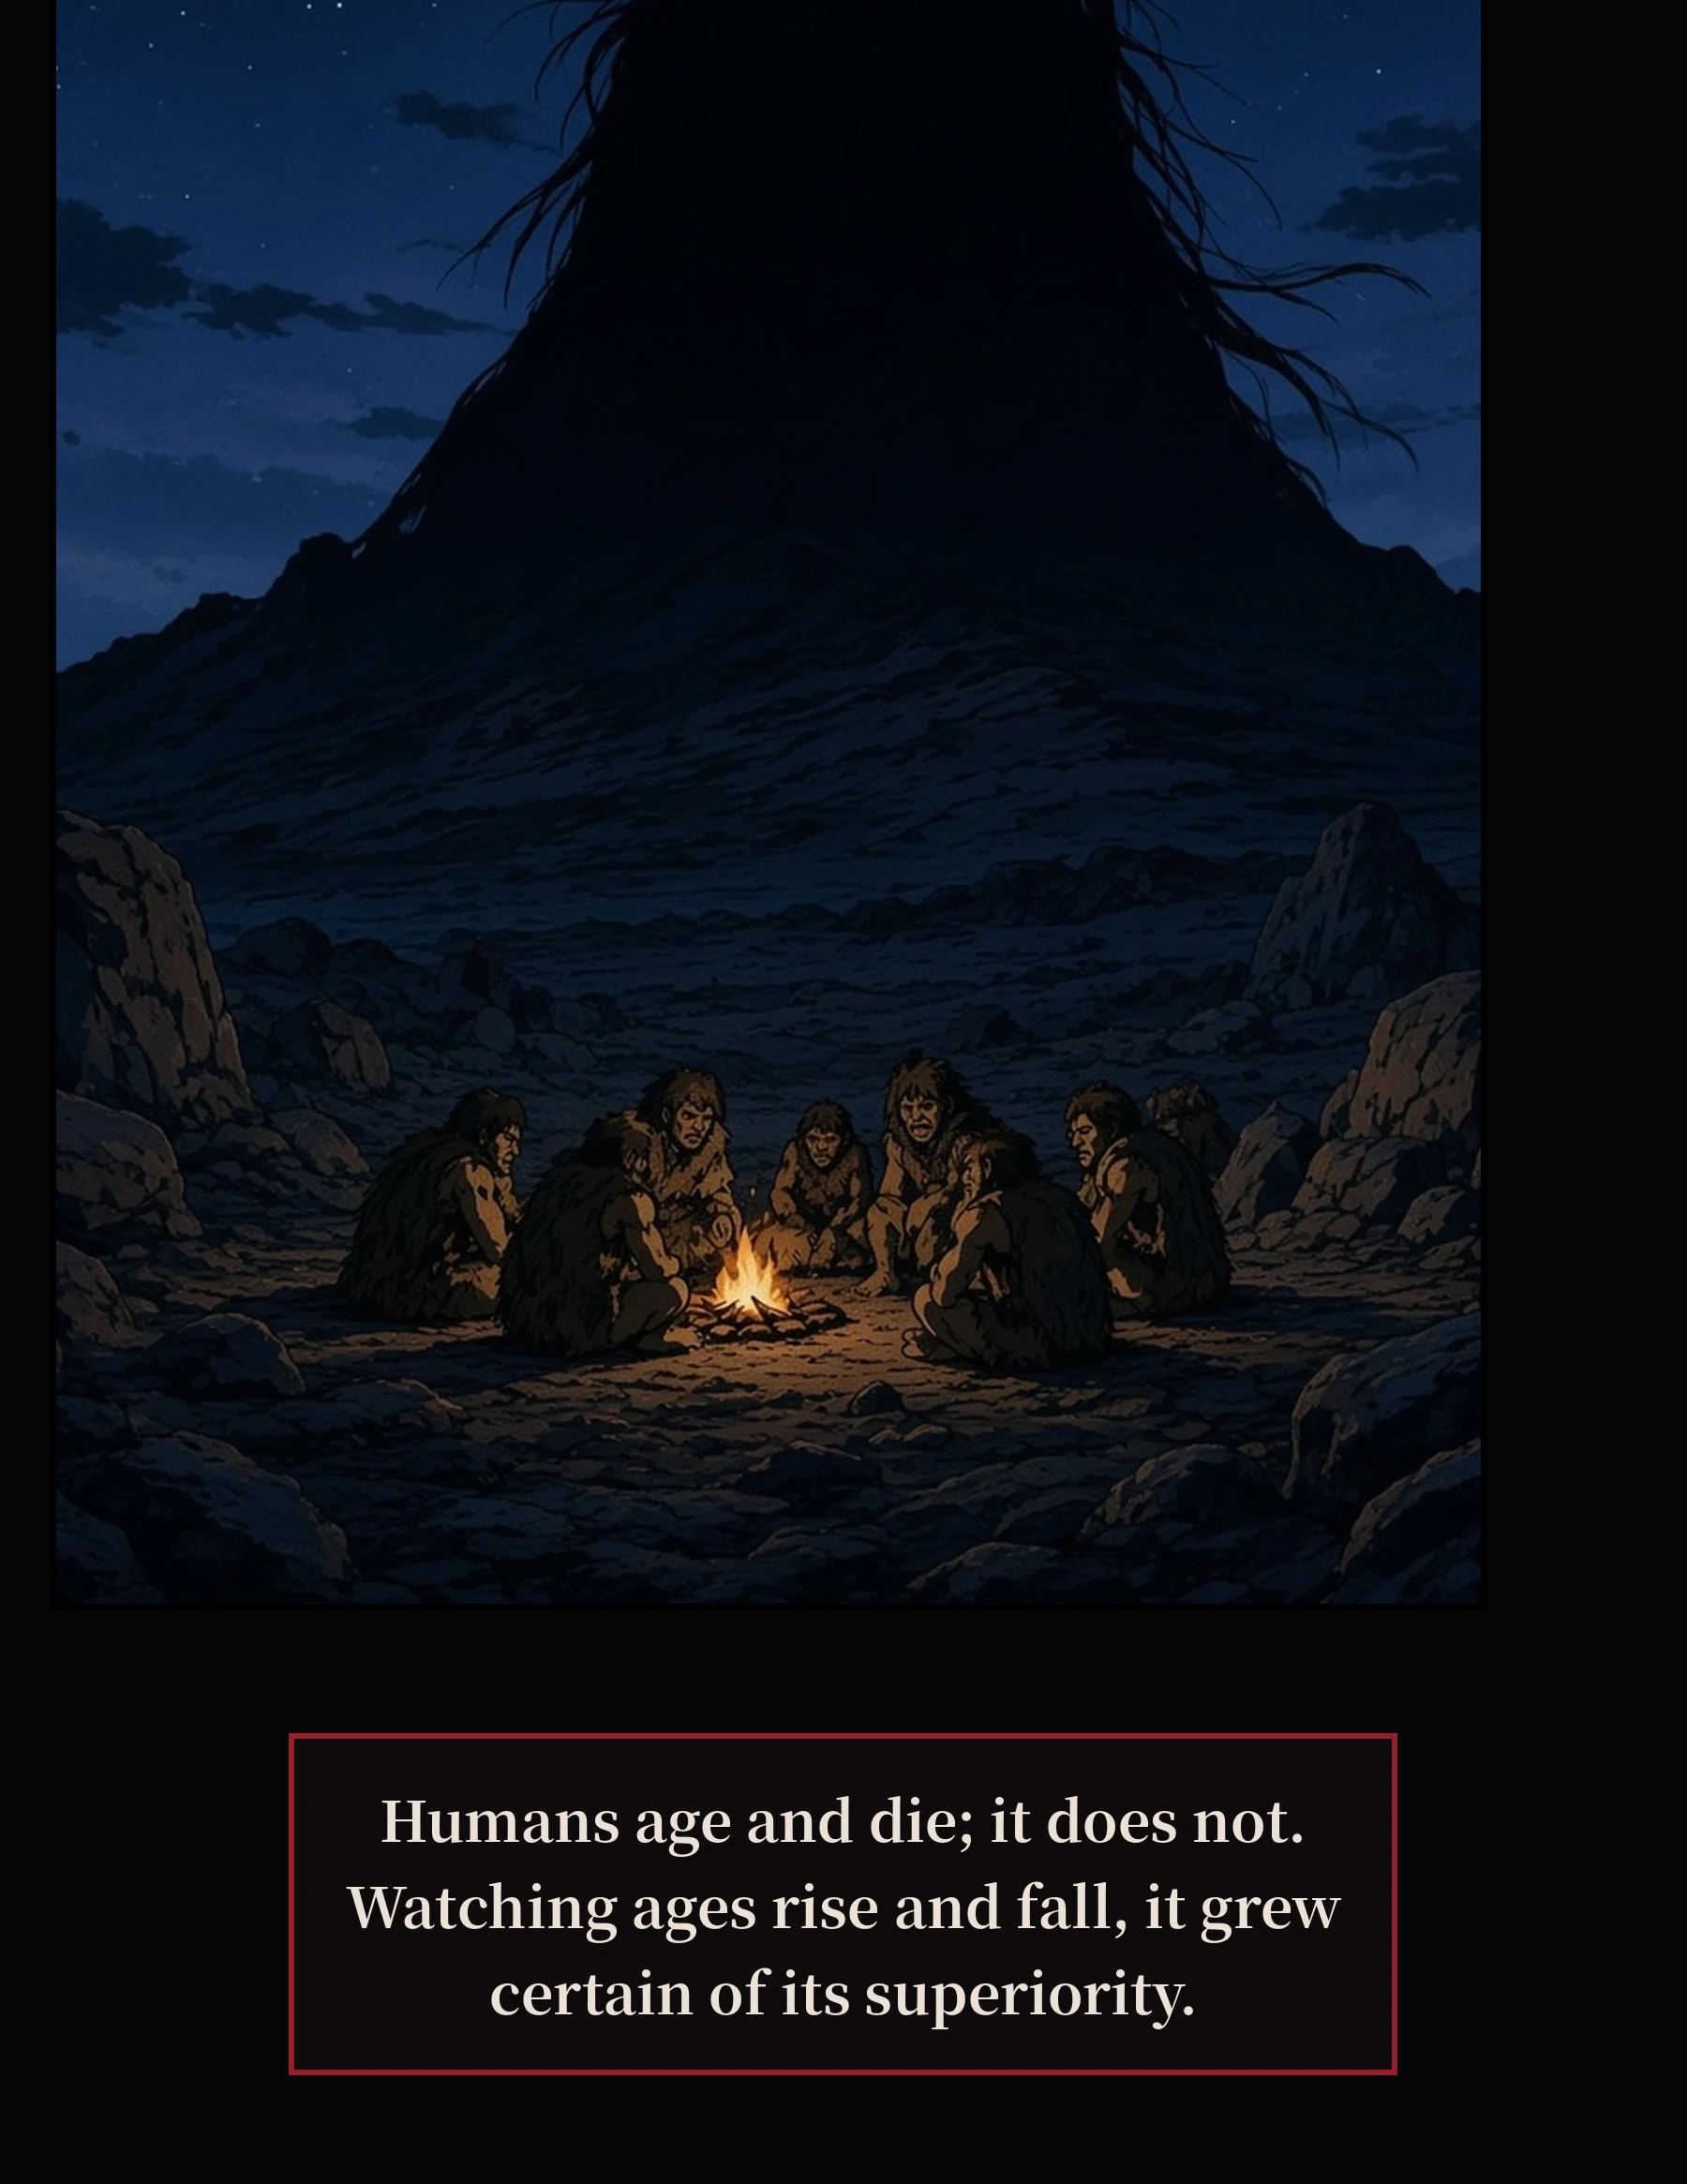 Humans age and die; it does not.
Watching ages rise and fall, it grew
certain of its superiority.